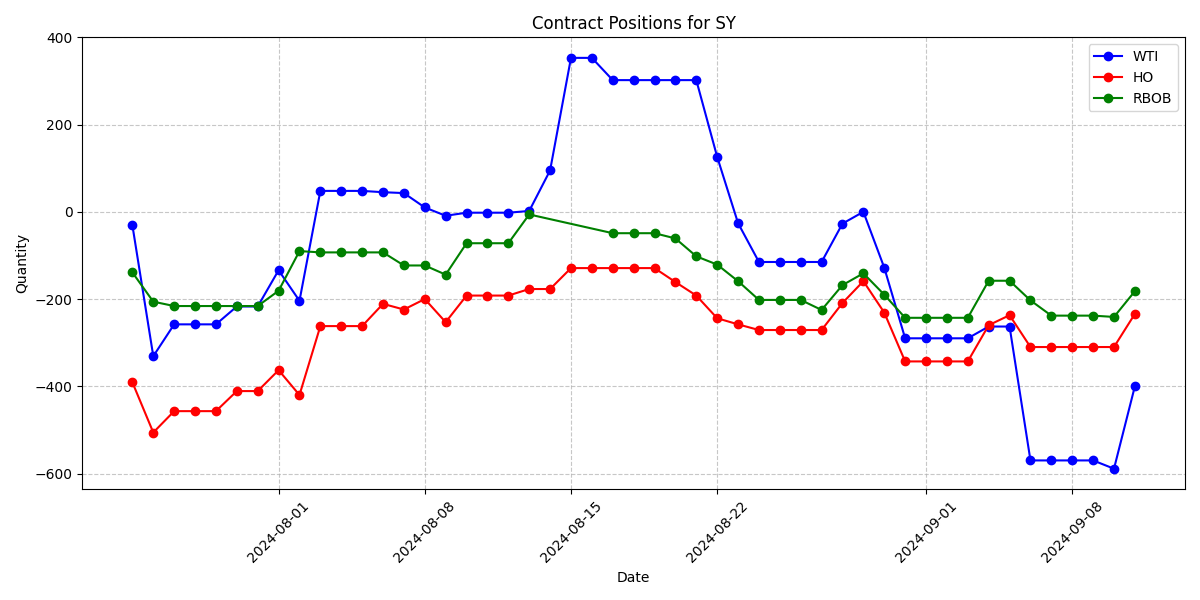 Contract Positions for SY
400
200
0
−200
−400
−600
Quantity
WTI
HO
RBOB
2024-08-01
2024-08-08
2024-08-15
2024-08-22
2024-09-01
2024-09-08
Date